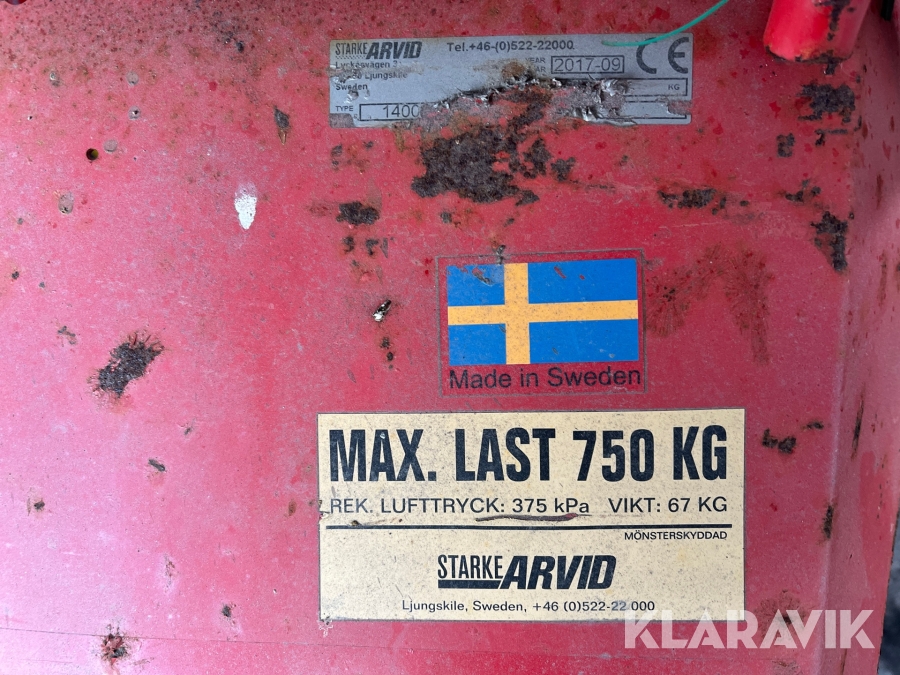 STARKE ARVID Tel.+46-(0)522-22000
Lyckesvägen
Ljungskile
2017-09 CE
Sweden
KG
TYPE 1400
Made in Sweden
MAX. LAST 750 KG
REK. LUFTTRYCK: 375 kPa VIKT: 67 KG
MÖNSTERSKYDDAD
STARKE ARVID
Ljungskile, Sweden, +46 (0)522-22 000
KLARAVIK